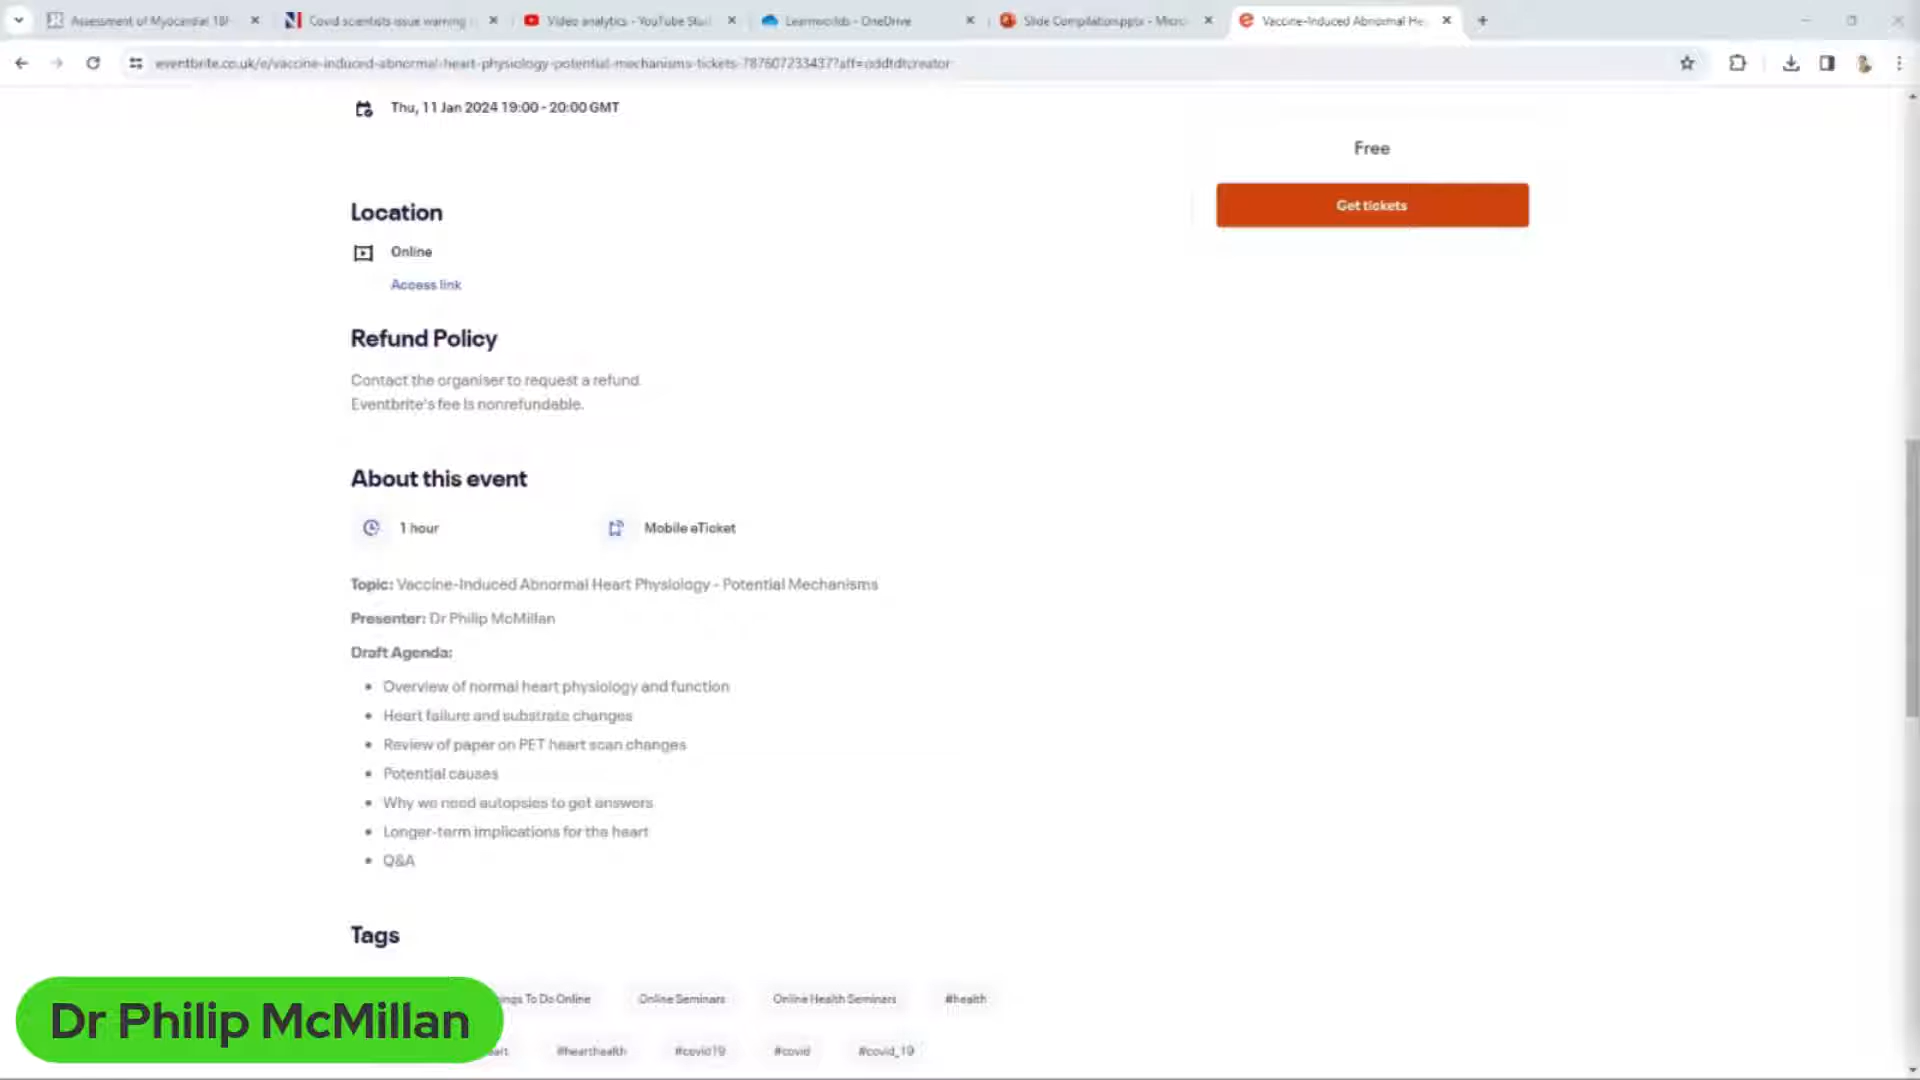 Assessment of Myocardial 18F
Covid scientists issue warning
Video analytics - YouTube Stu
Learnworlds - OneDrive
Slide Compilation.pptx - Micro
Vaccine-Induced Abnormal He
eventbrite.co.uk/e/vaccine-induced-abnormal-heart-physiology-potential-mechanisms-tickets-787607233437?aff=oddtdtcreator
Thu, 11 Jan 2024 19:00 - 20:00 GMT
Free
Get tickets
Location
Online
Access link
Refund Policy
Contact the organiser to request a refund.
Eventbrite's fee is nonrefundable.
About this event
1 hour
Mobile eTicket
Topic: Vaccine-Induced Abnormal Heart Physiology - Potential Mechanisms
Presenter: Dr Philip McMillan
Draft Agenda:
• Overview of normal heart physiology and function
• Heart failure and substrate changes
• Review of paper on PET heart scan changes
• Potential causes
• Why we need autopsies to get answers
• Longer-term implications for the heart
• Q&A
Tags
To Do Online
Online Seminars
Online Health Seminars
#health
#hearthealth
#covid19
#covid
#covid_19
Dr Philip McMillan